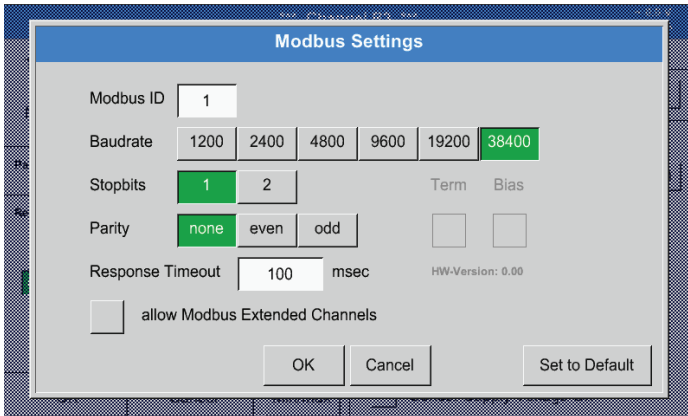 *** Channel B3 ***
Modbus Settings
Modbus ID 1
Baudrate 1200 2400 4800 9600 19200 38400
Stopbits 1 2 Term Bias
Parity none even odd
Response Timeout 100 msec HW-Version: 0.00
allow Modbus Extended Channels
OK Cancel Set to Default